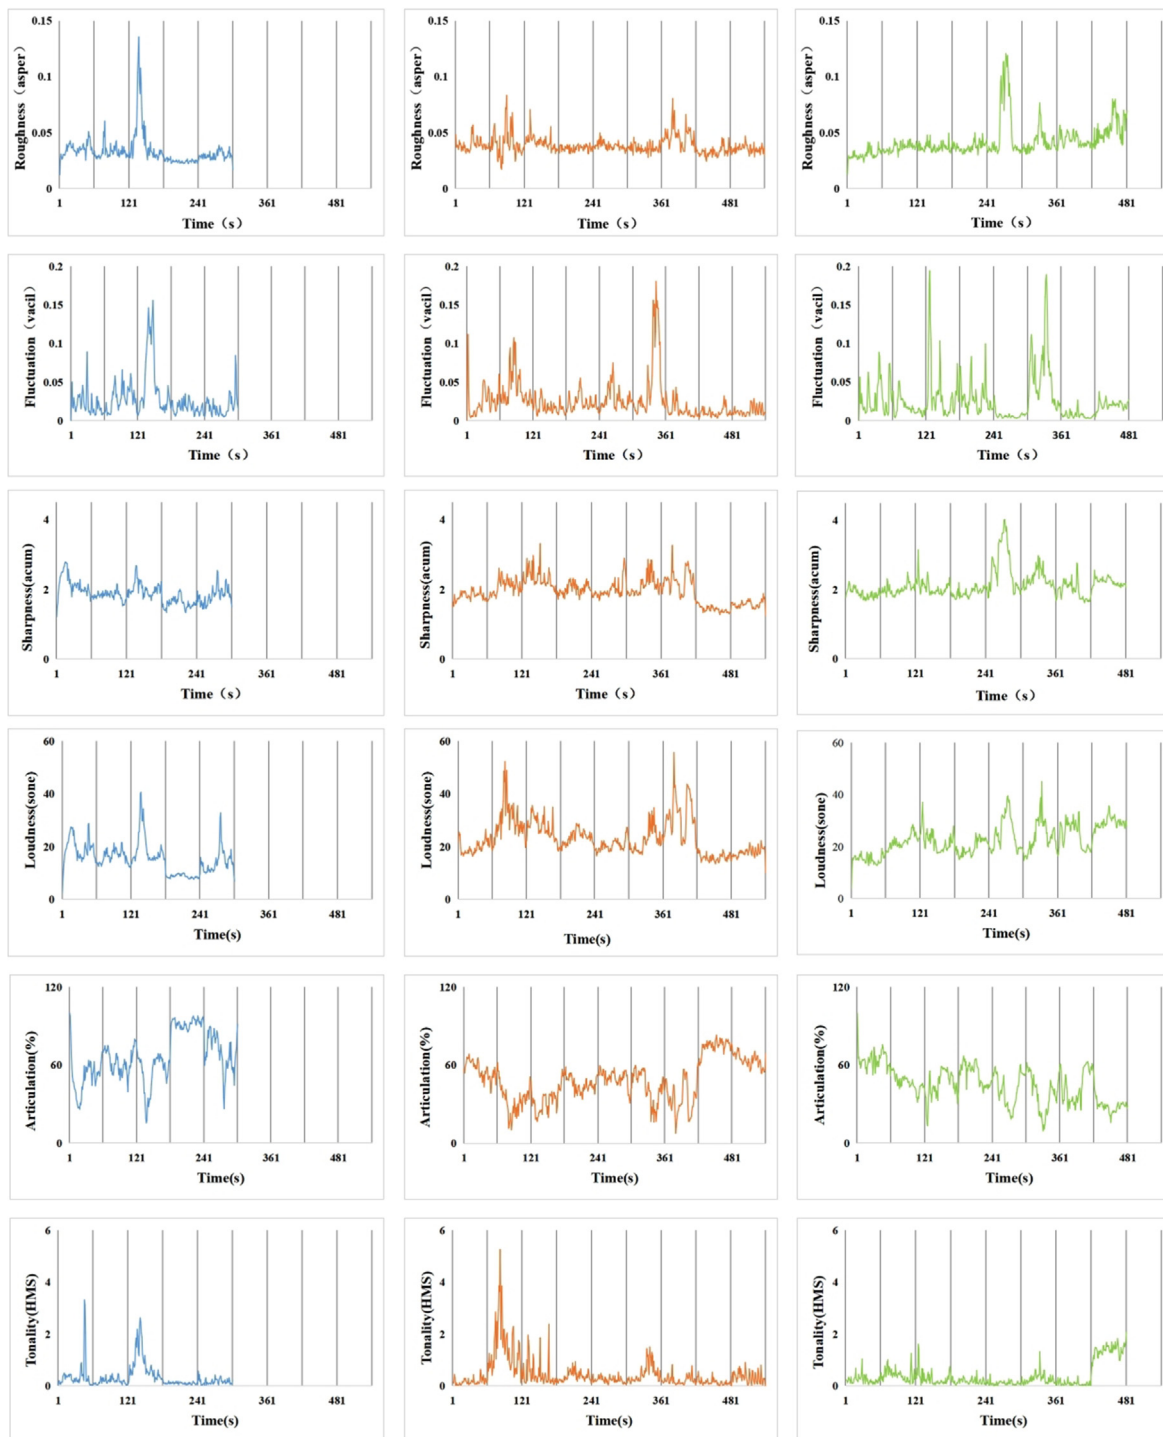 0.15
0.1
0.05
0
Roughness（asper）
1 121 241 361 481
Time（s）
0.15
0.1
0.05
0
Roughness（asper）
1 121 241 361 481
Time（s）
0.15
0.1
0.05
0
Roughness（asper）
1 121 241 361 481
Time（s）
0.2
0.15
0.1
0.05
0
Fluctuation（vacil）
1 121 241 361 481
Time（s）
0.2
0.15
0.1
0.05
0
Fluctuation（vacil）
1 121 241 361 481
Time（s）
0.2
0.15
0.1
0.05
0
Fluctuation（vacil）
1 121 241 361 481
Time（s）
4
2
0
Sharpness(acum)
1 121 241 361 481
Time（s）
4
2
0
Sharpness(acum)
1 121 241 361 481
Time（s）
4
2
0
Sharpness(acum)
1 121 241 361 481
Time（s）
60
40
20
0
Loudness(sone)
1 121 241 361 481
Time(s)
60
40
20
0
Loudness(sone)
1 121 241 361 481
Time(s)
60
40
20
0
Loudness(sone)
1 121 241 361 481
Time(s)
120
60
0
Articulation(%)
1 121 241 361 481
Time(s)
120
60
0
Articulation(%)
1 121 241 361 481
Time(s)
120
60
0
Articulation(%)
1 121 241 361 481
Time(s)
6
4
2
0
Tonality(HMS)
1 121 241 361 481
Time(s)
6
4
2
0
Tonality(HMS)
1 121 241 361 481
Time(s)
6
4
2
0
Tonality(HMS)
1 121 241 361 481
Time(s)